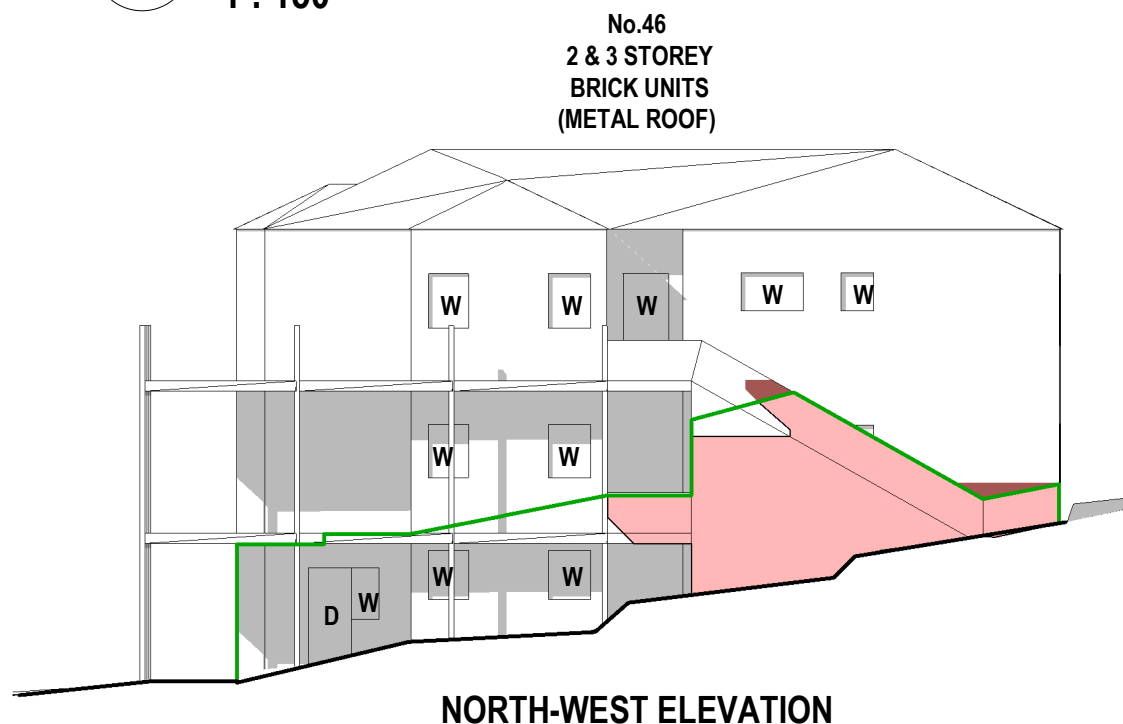 No.46
2 & 3 STOREY
BRICK UNITS
(METAL ROOF)
W W W W W
W W
W W
D W
NORTH-WEST ELEVATION